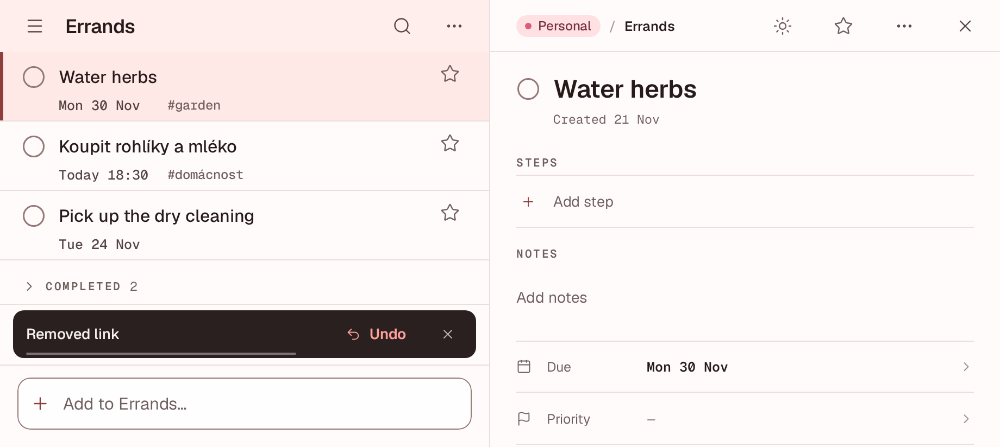 Errands
Water herbs
Mon 30 Nov #garden
Koupit rohlíky a mléko
Today 18:30 #domácnost
Pick up the dry cleaning
Tue 24 Nov
COMPLETED 2
Removed link Undo
Add to Errands…
Personal / Errands
Water herbs
Created 21 Nov
STEPS
Add step
NOTES
Add notes
Due Mon 30 Nov
Priority —